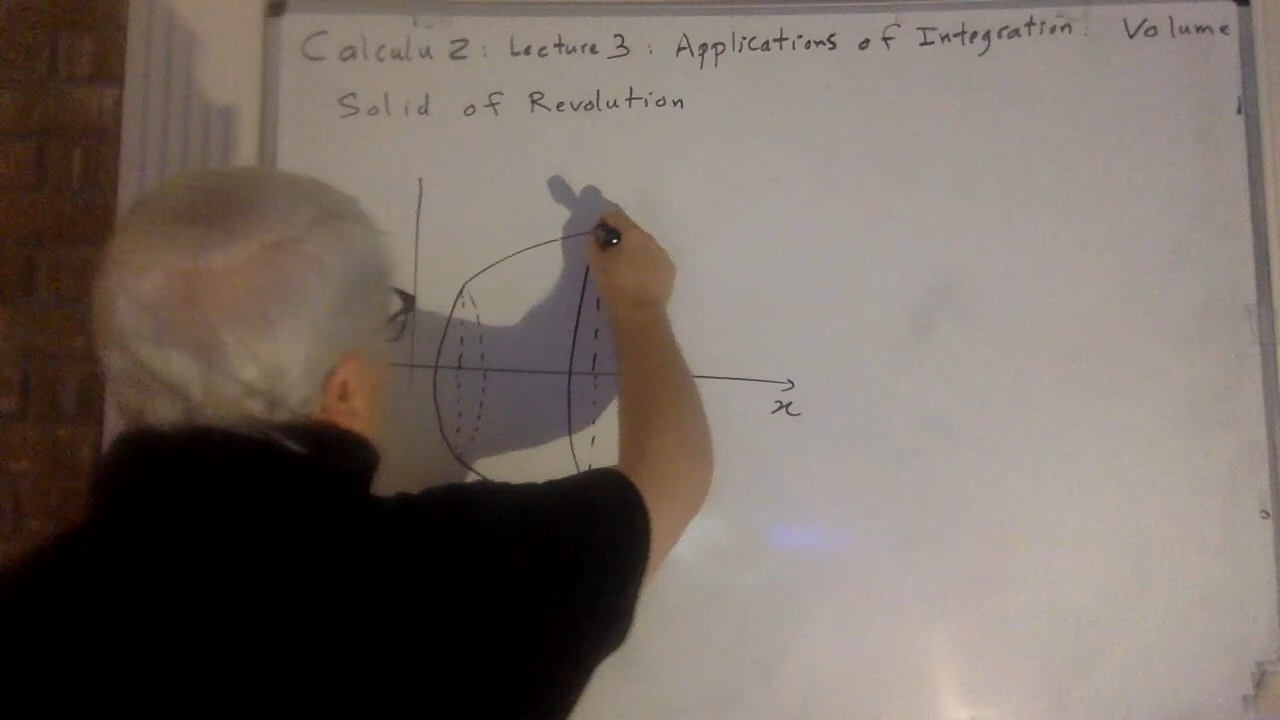 Calculu 2: Lecture 3: Applications of Integration: Volume
Solid of Revolution
x